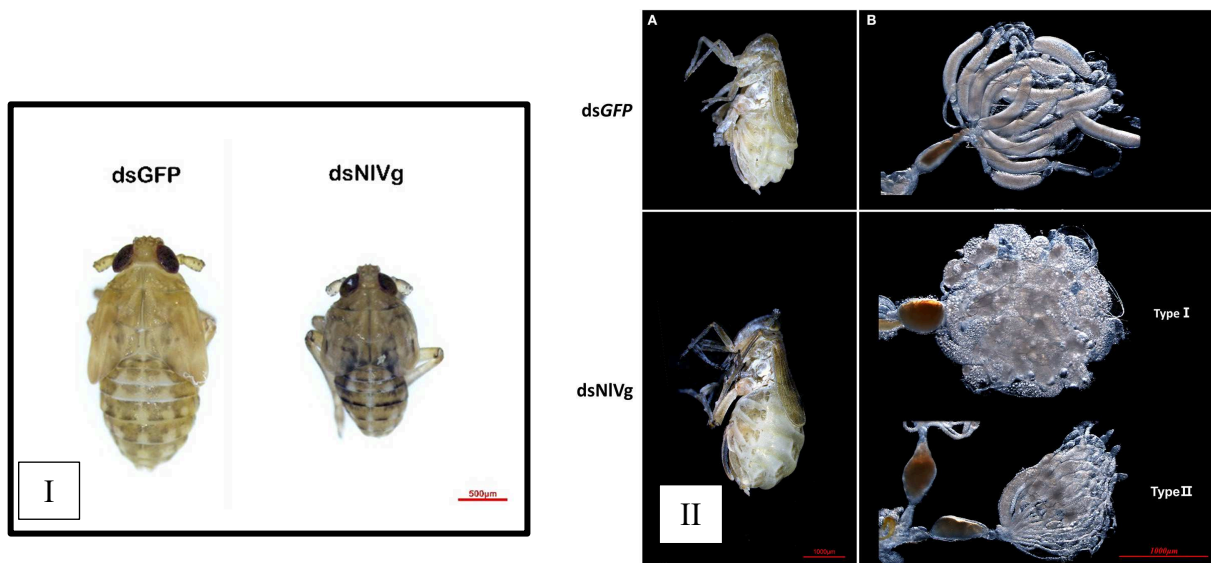 dsGFP
dsNlVg
500μm
I
A
B
dsGFP
dsNlVg
Type I
Type II
II
1000μm
1000μm